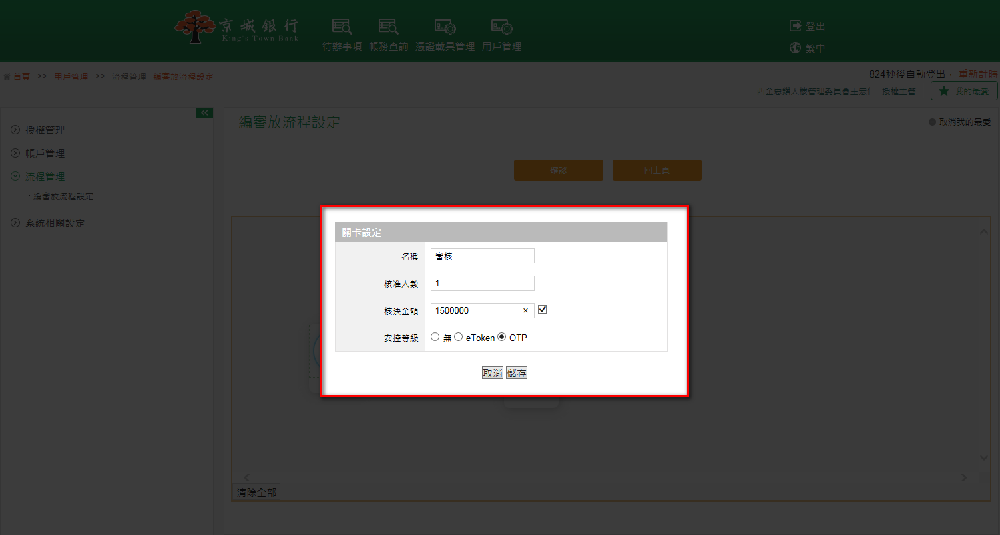 京城銀行
King's Town Bank
待辦事項 帳務查詢 憑證載具管理 用戶管理
登出
繁中
首頁 >> 用戶管理 >> 流程管理 編審放流程設定
824秒後自動登出， 重新計時
西金忠鑽大樓管理委員會王宏仁 授權主管
我的最愛
授權管理
帳戶管理
流程管理
・編審放流程設定
系統相關設定
編審放流程設定
取消我的最愛
確認 回上頁
關卡設定
名稱 審核
核准人數 1
核決金額 1500000 ×
安控等級 無 eToken OTP
取消 儲存
清除全部